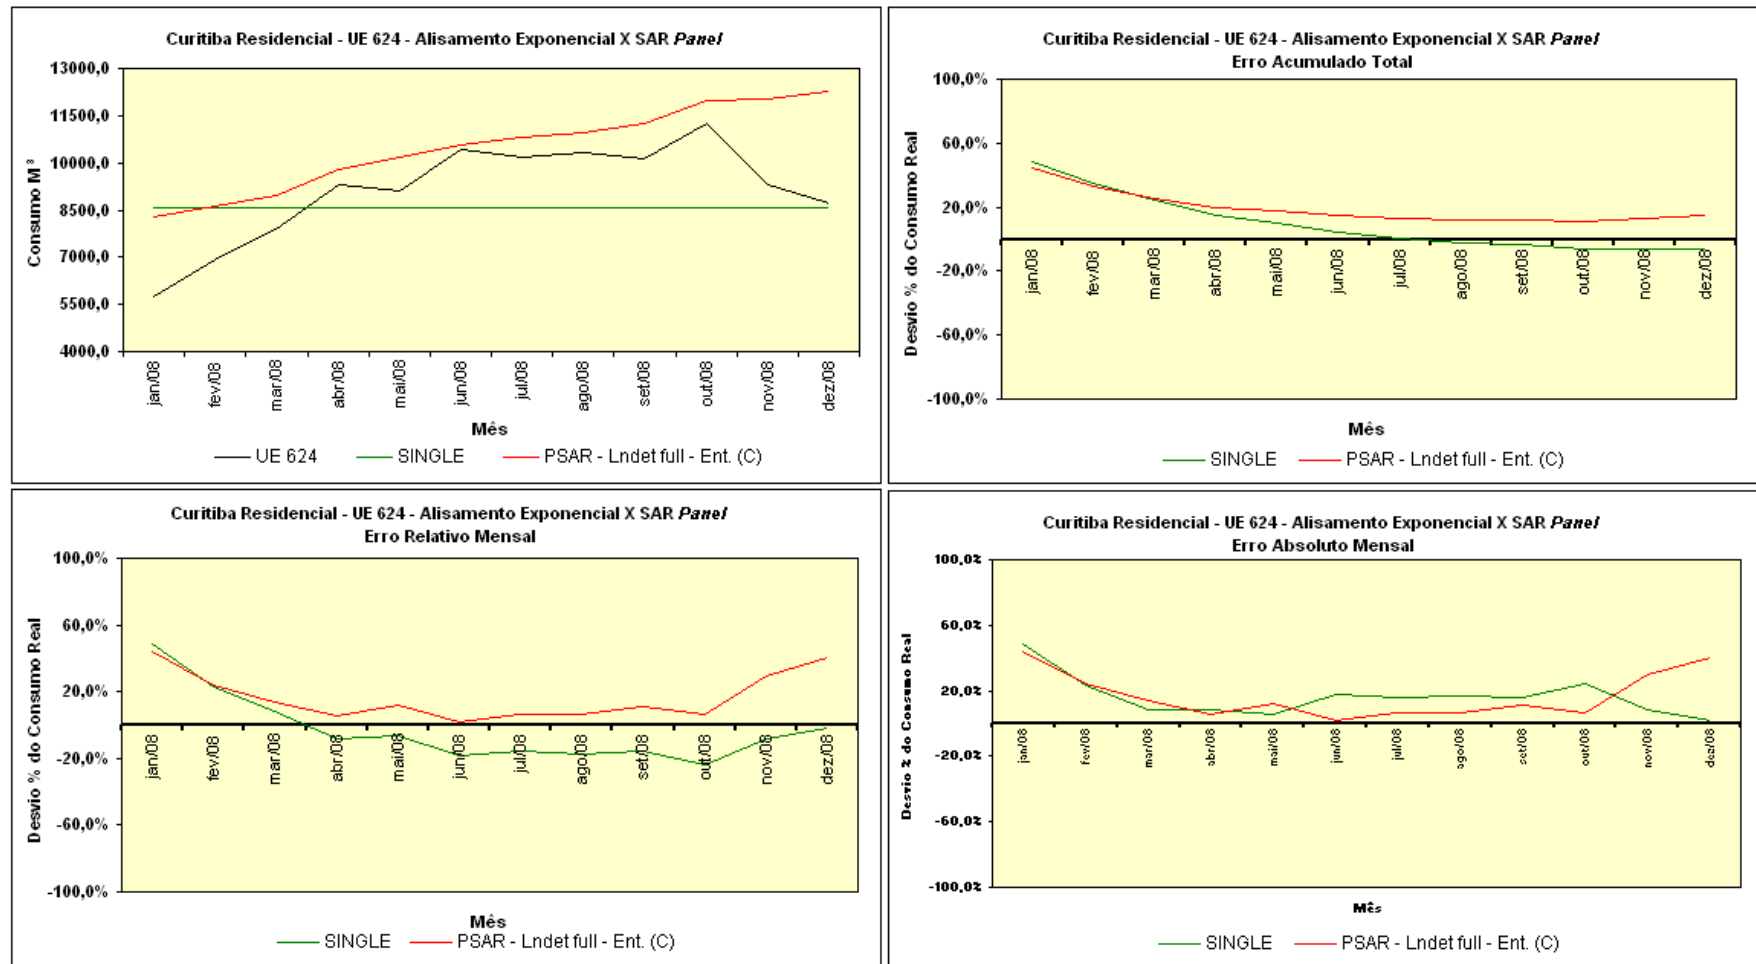 Curitiba Residencial - UE 624 - Alisamento Exponencial X SAR Panel
Consumo M³
13000,0
11500,0
10000,0
8500,0
7000,0
5500,0
4000,0
jan/08
fev/08
mar/08
abr/08
mai/08
jun/08
jul/08
ago/08
set/08
out/08
nov/08
dez/08
Mês
UE 624 SINGLE PSAR - Lndet full - Ent. (C)
Curitiba Residencial - UE 624 - Alisamento Exponencial X SAR Panel
Erro Acumulado Total
Desvio % do Consumo Real
100,0%
60,0%
20,0%
-20,0%
-60,0%
-100,0%
jan/08
fev/08
mar/08
abr/08
mai/08
jun/08
jul/08
ago/08
set/08
out/08
nov/08
dez/08
Mês
SINGLE PSAR - Lndet full - Ent. (C)
Curitiba Residencial - UE 624 - Alisamento Exponencial X SAR Panel
Erro Relativo Mensal
Desvio % do Consumo Real
100,0%
60,0%
20,0%
-20,0%
-60,0%
-100,0%
jan/08
fev/08
mar/08
abr/08
mai/08
jun/08
jul/08
ago/08
set/08
out/08
nov/08
dez/08
Mês
SINGLE PSAR - Lndet full - Ent. (C)
Curitiba Residencial - UE 624 - Alisamento Exponencial X SAR Panel
Erro Absoluto Mensal
Desvio % do Consumo Real
100,0%
60,0%
20,0%
-20,0%
-60,0%
-100,0%
jan/08
fev/08
mar/08
abr/08
mai/08
jun/08
jul/08
ago/08
set/08
out/08
nov/08
dez/08
Mês
SINGLE PSAR - Lndet full - Ent. (C)